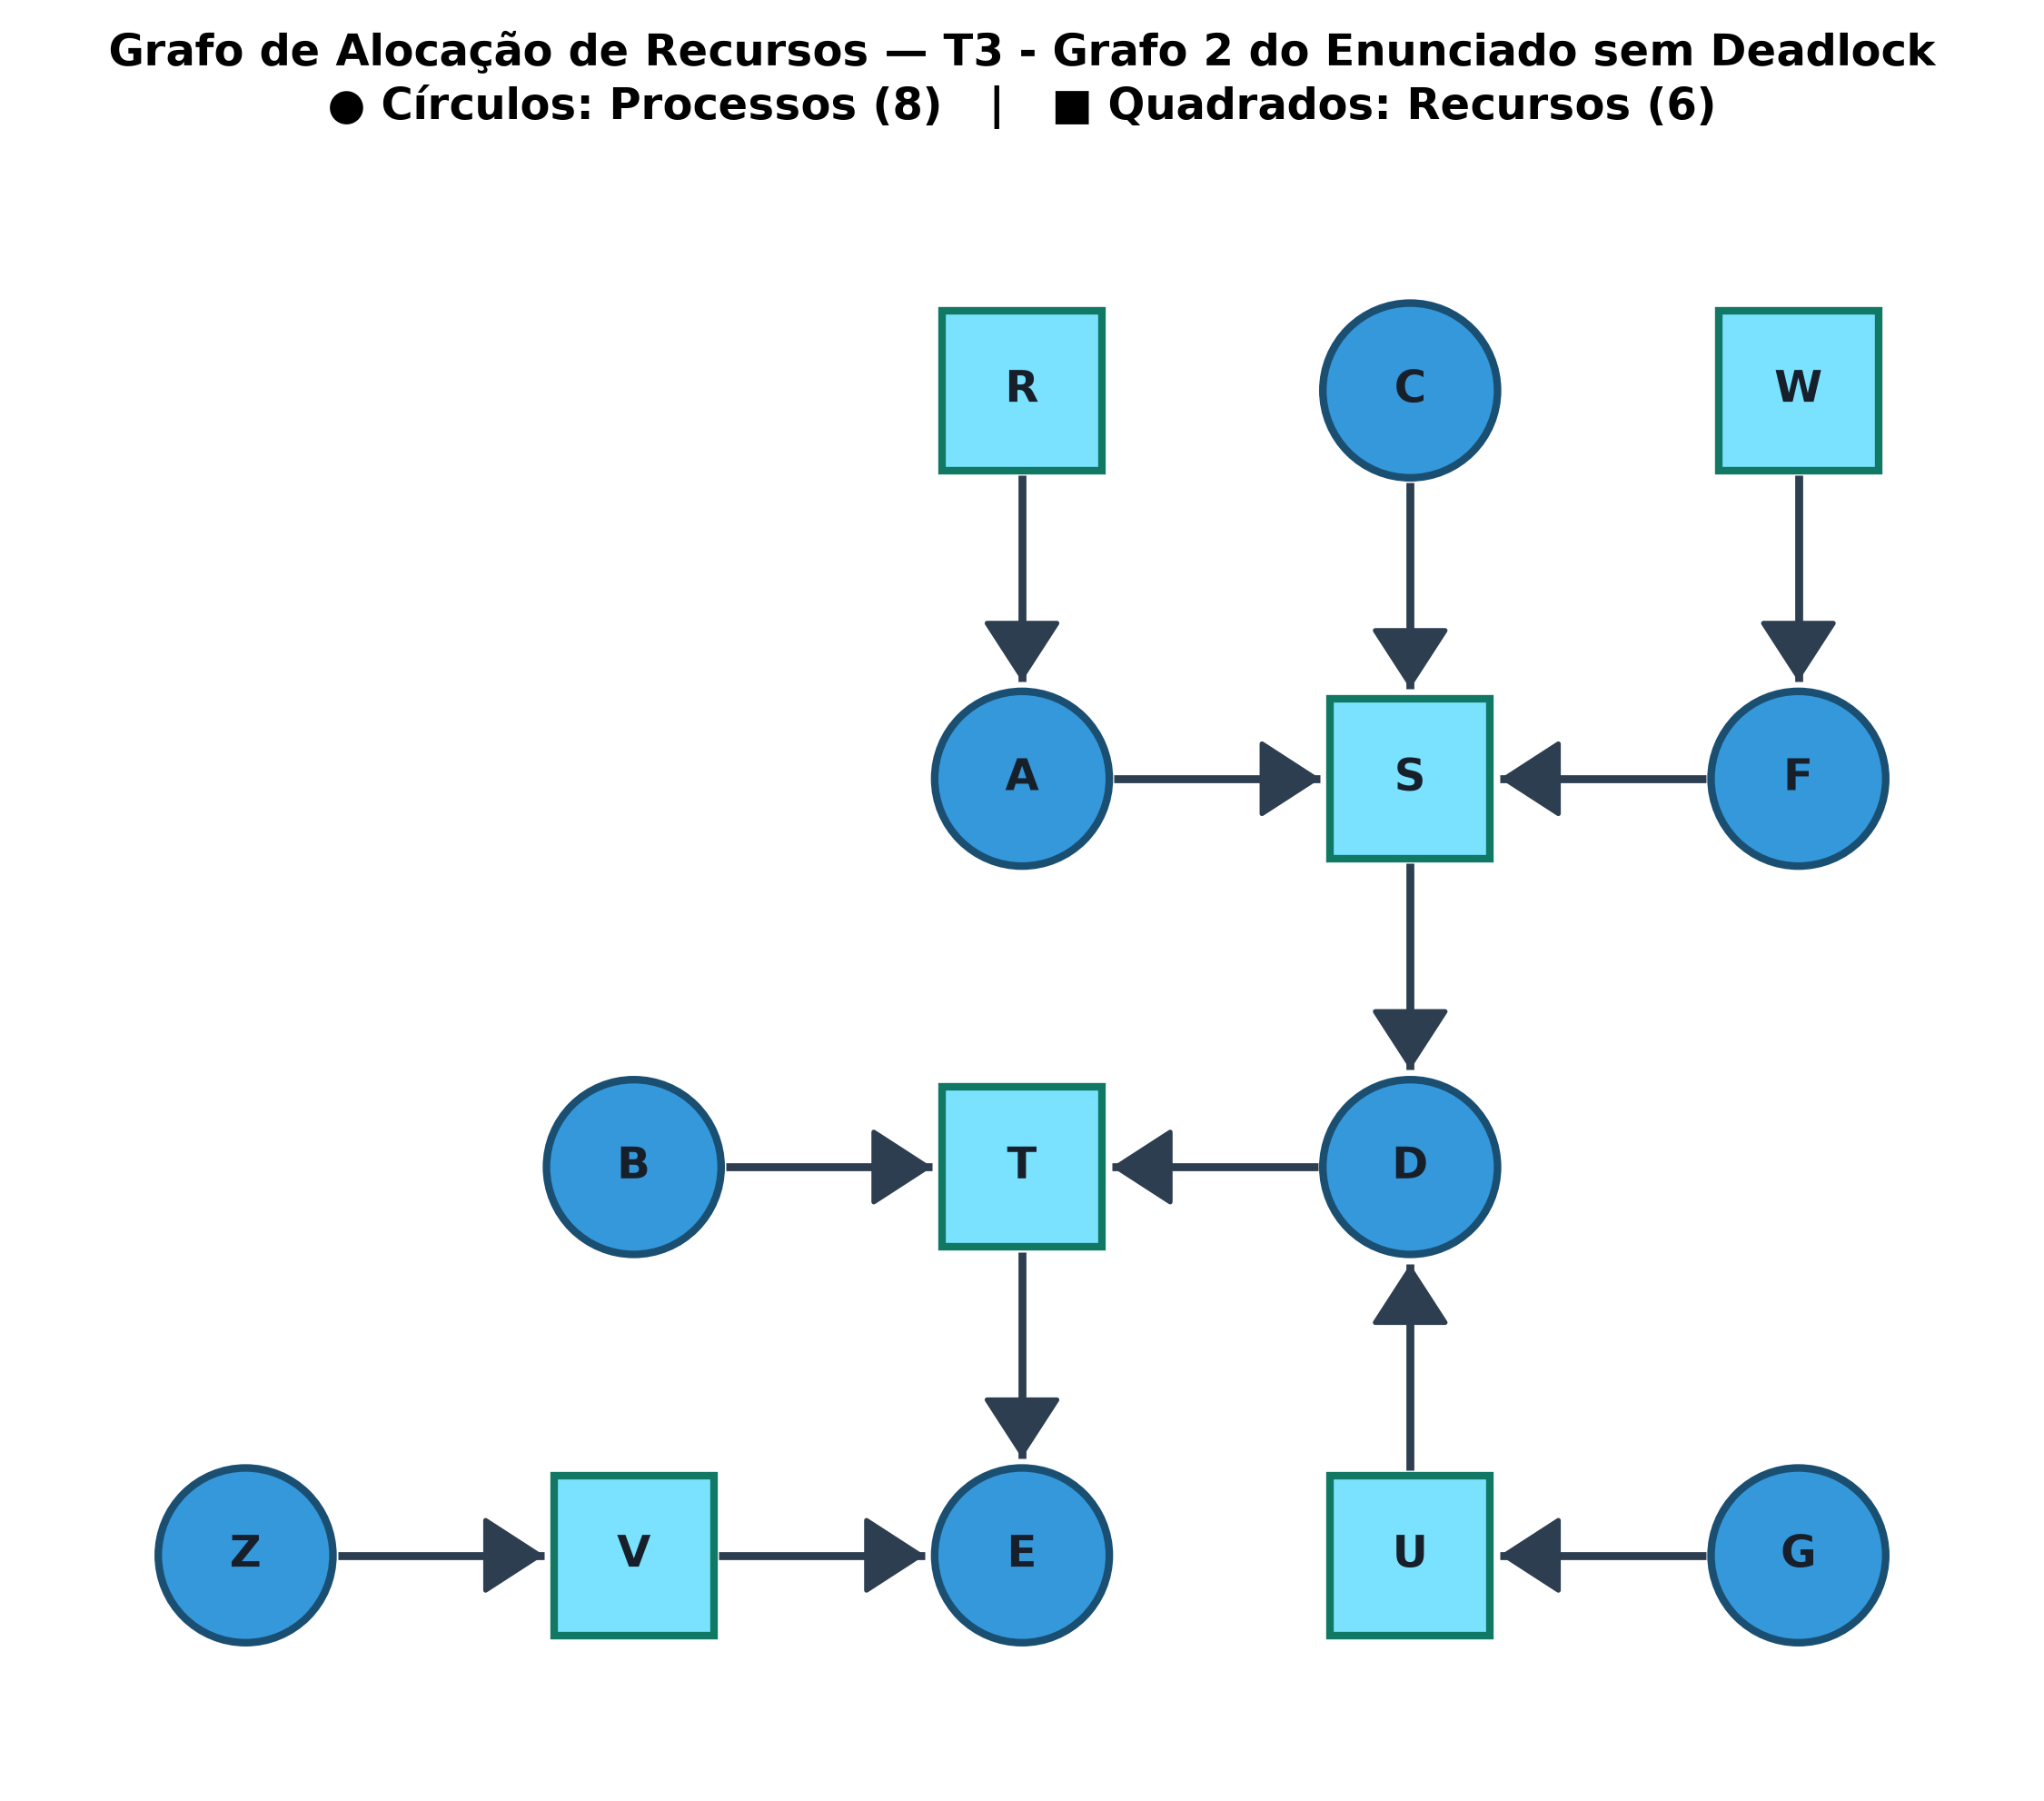 Grafo de Alocação de Recursos — T3 - Grafo 2 do Enunciado sem Deadlock
● Círculos: Processos (8) | ■ Quadrados: Recursos (6)
R C W
A S F
B T D
Z V E U G